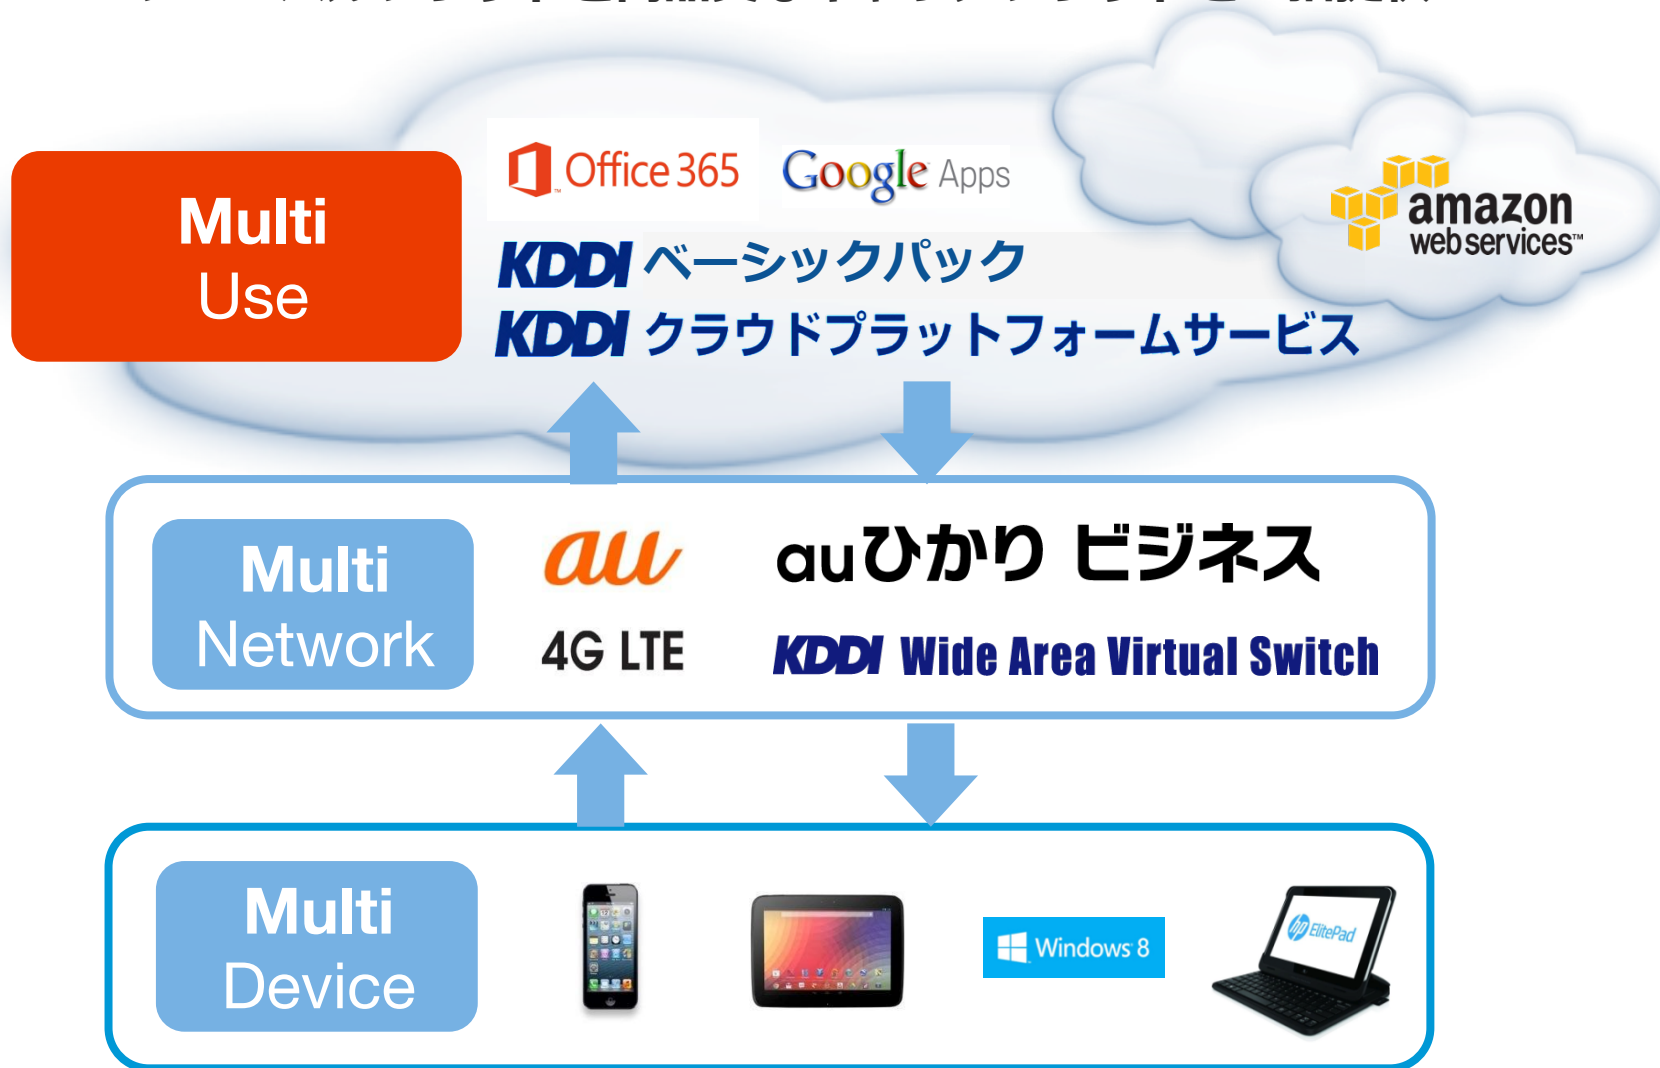 Office 365
Google Apps
amazon
web services™
Multi
Use
KDDI ベーシックパック
KDDI クラウドプラットフォームサービス
Multi
Network
au
4G LTE
auひかり ビジネス
KDDI Wide Area Virtual Switch
Multi
Device
Windows 8
hp ElitePad